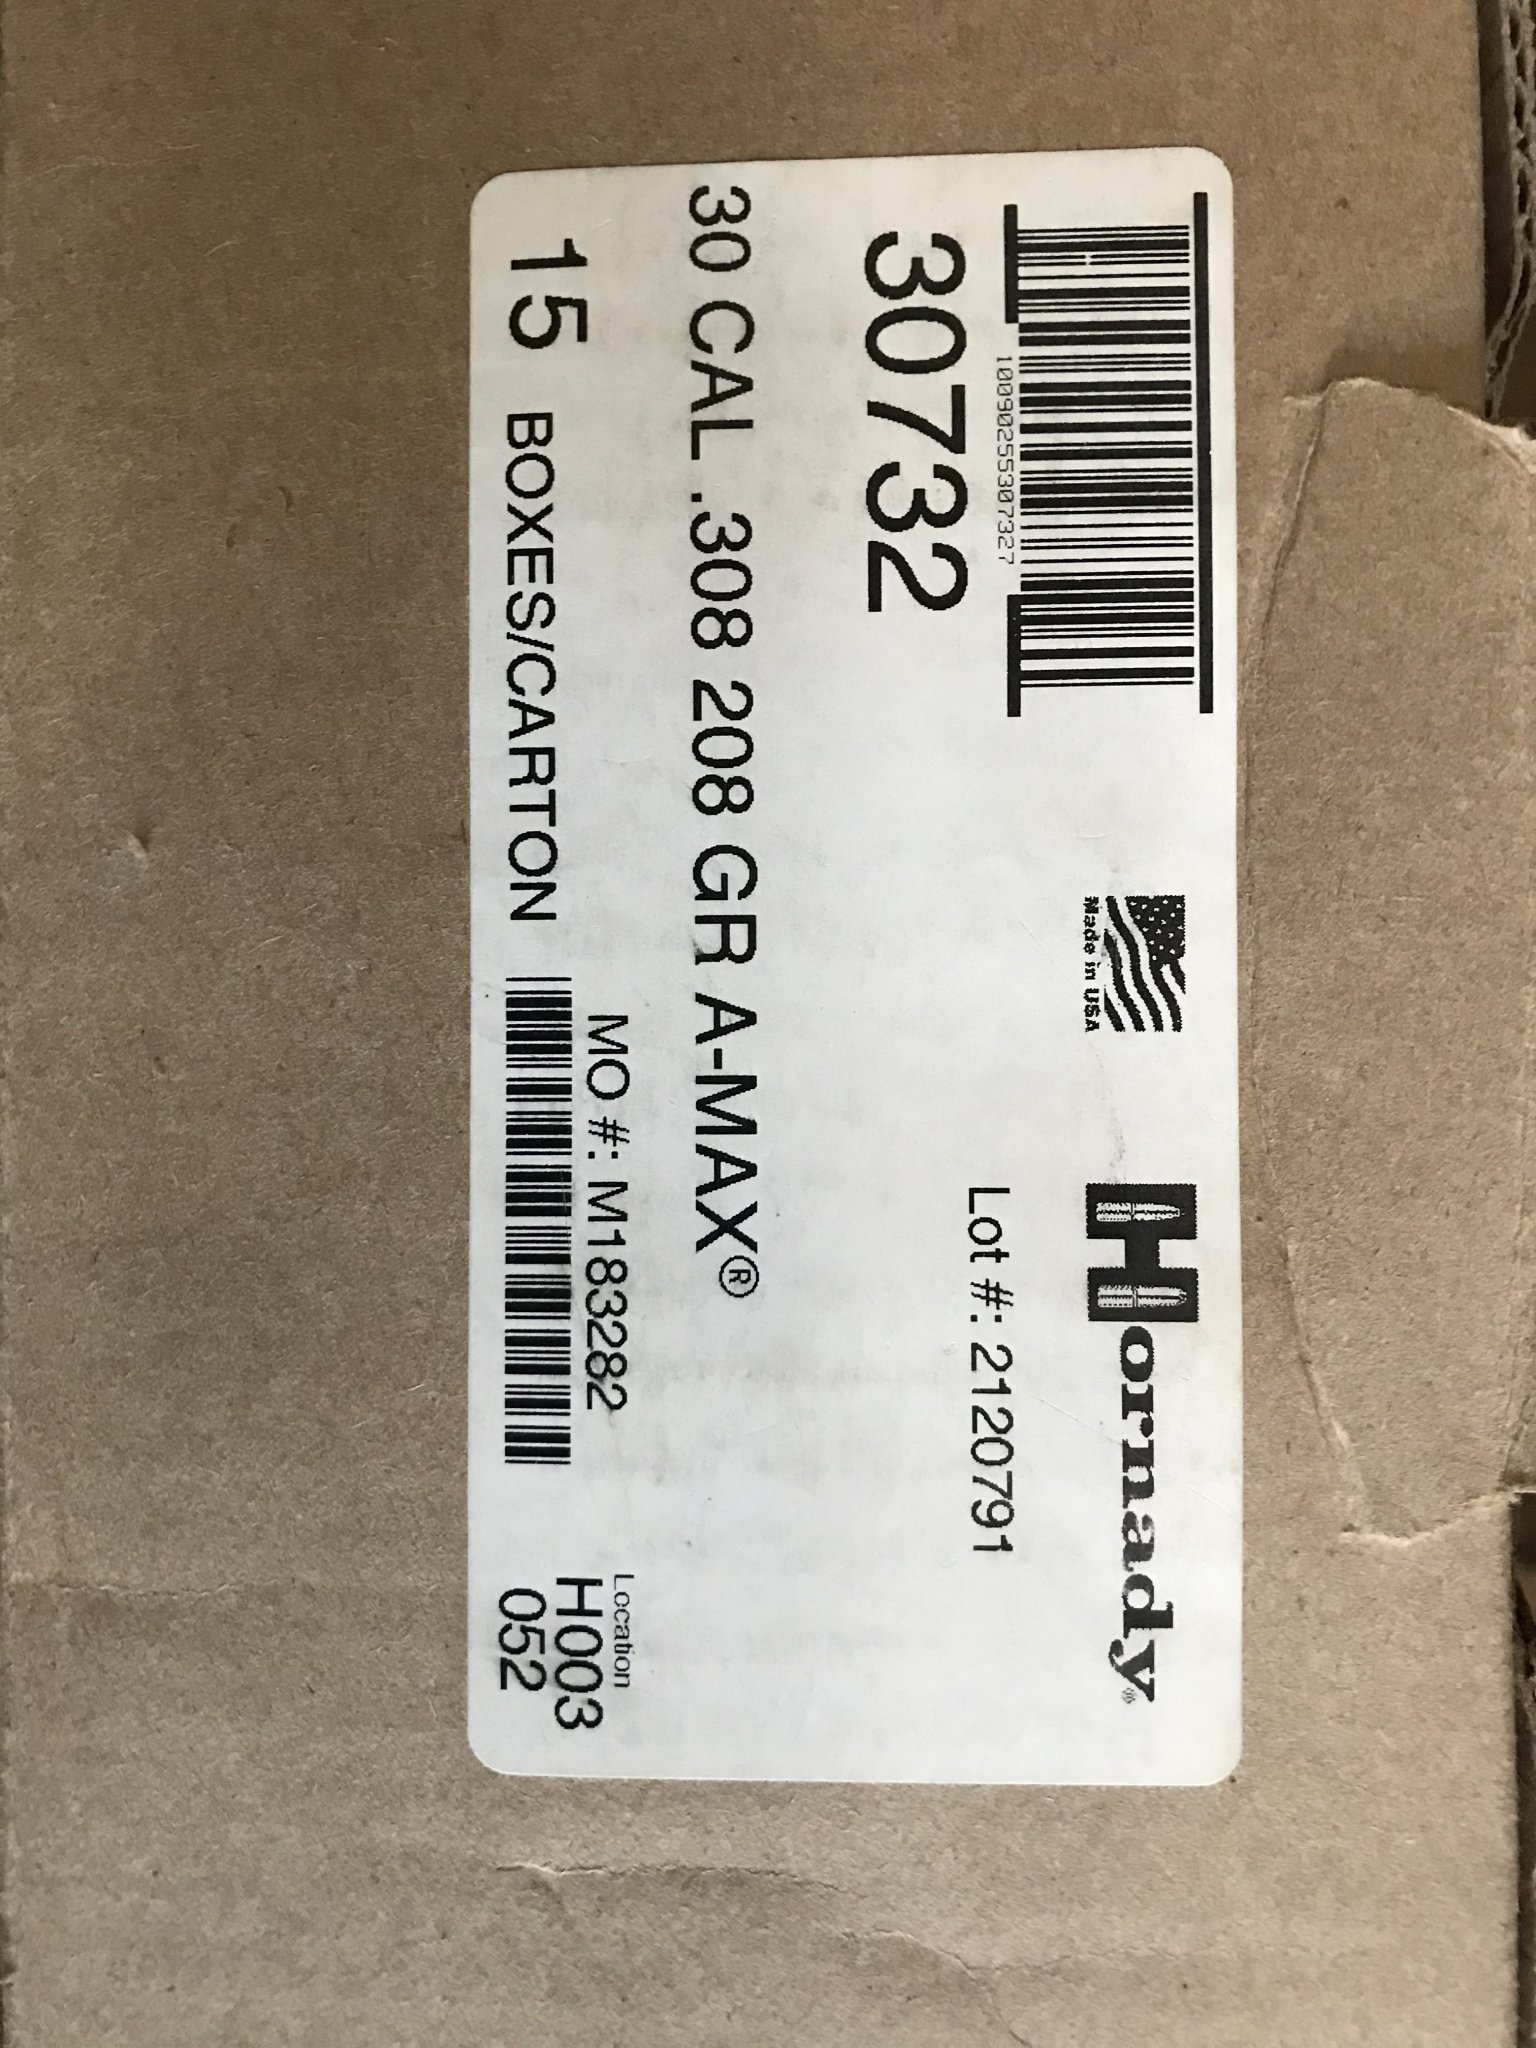 Hornady®
Made in USA
10090255307327
30732
Lot #: 2120791
30 CAL .308 208 GR A-MAX®
MO #: M183282
15 BOXES/CARTON
Location
H003
052